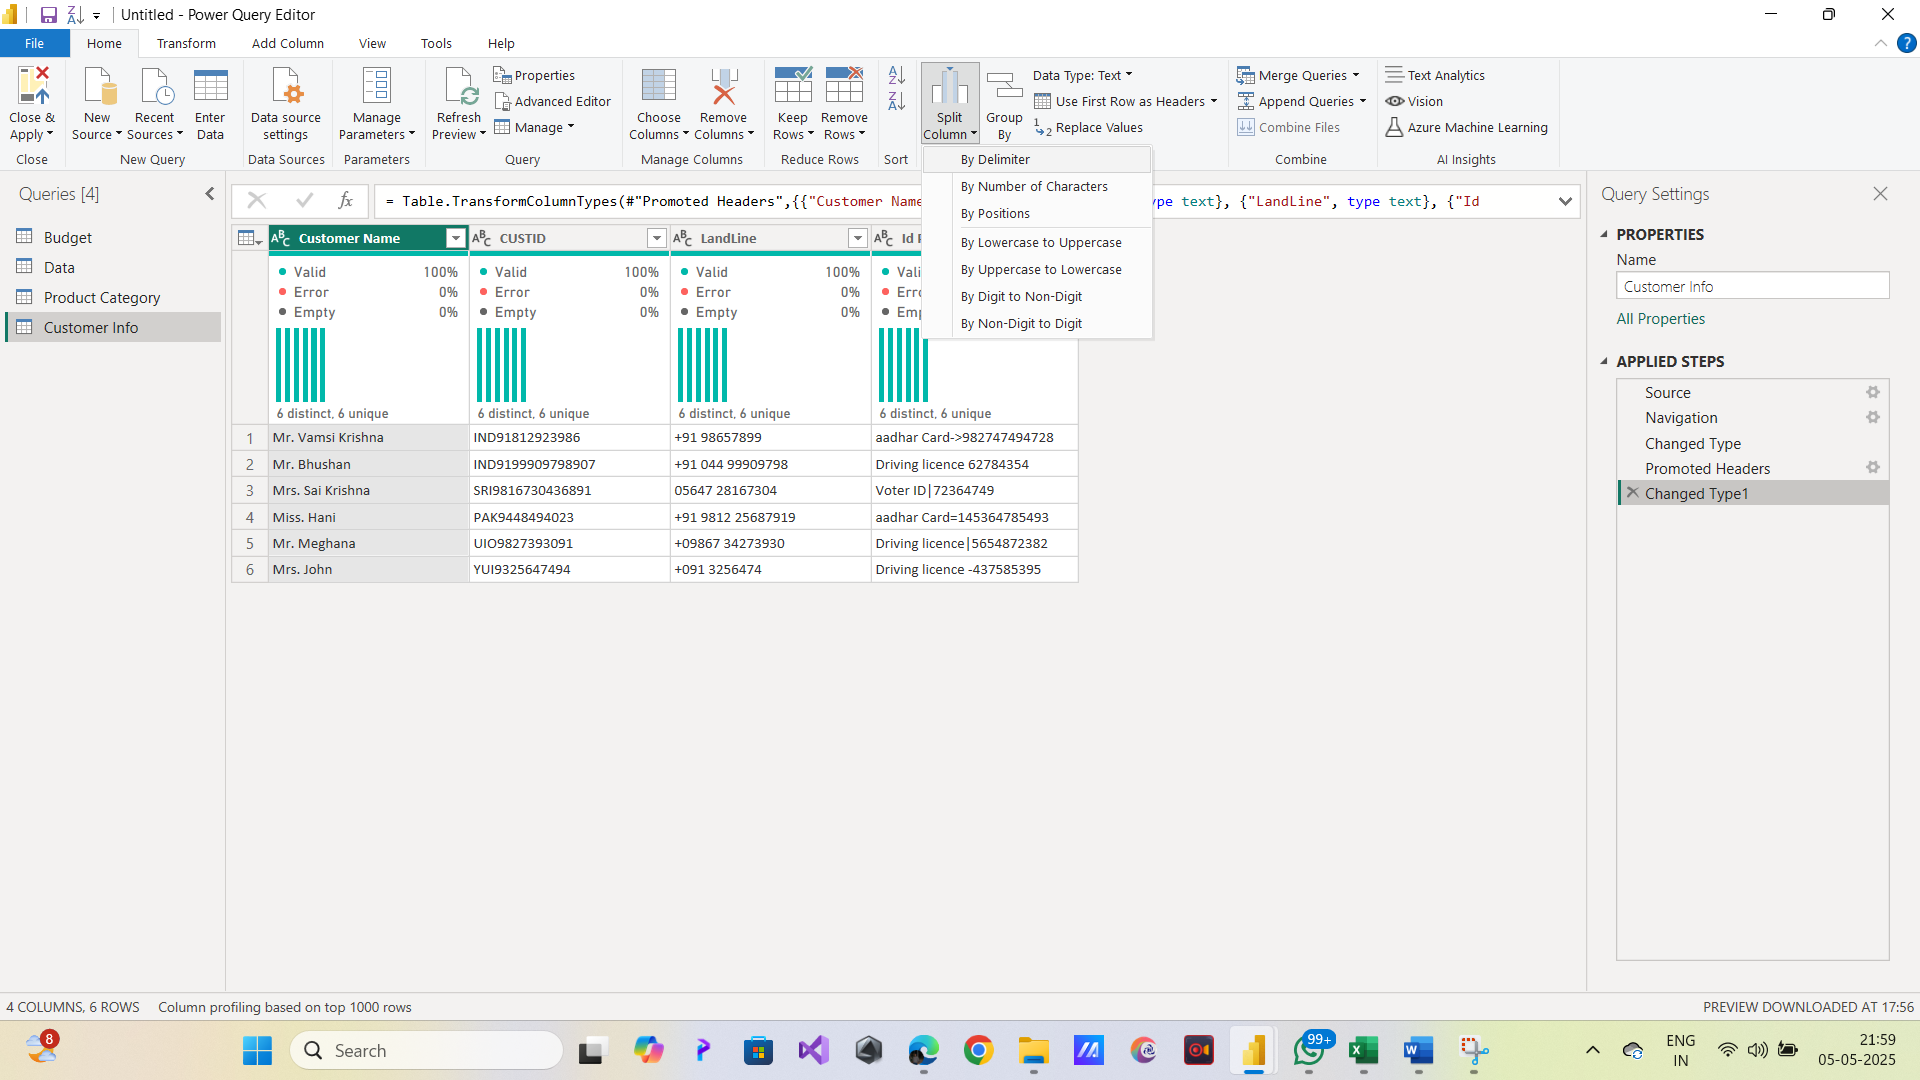 Untitled - Power Query Editor
File Home Transform Add Column View Tools Help
Close & Apply
New Source
Recent Sources
Enter Data
Data source settings
Manage Parameters
Refresh Preview
Properties
Advanced Editor
Manage
Choose Columns
Remove Columns
Keep Rows
Remove Rows
Split Column
Group By
Data Type: Text
Use First Row as Headers
Replace Values
Merge Queries
Append Queries
Combine Files
Text Analytics
Vision
Azure Machine Learning
Close New Query Data Sources Parameters Query Manage Columns Reduce Rows Sort Combine AI Insights
By Delimiter
By Number of Characters
By Positions
By Lowercase to Uppercase
By Uppercase to Lowercase
By Digit to Non-Digit
By Non-Digit to Digit
Queries [4]
Budget
Data
Product Category
Customer Info
fx
= Table.TransformColumnTypes(#"Promoted Headers",{{"Customer Name
type text}, {"LandLine", type text}, {"Id
Customer Name CUSTID LandLine Id
Valid 100% Valid 100% Valid 100%
Error 0% Error 0% Error 0%
Empty 0% Empty 0% Empty 0%
6 distinct, 6 unique 6 distinct, 6 unique 6 distinct, 6 unique 6 distinct, 6 unique
1 Mr. Vamsi Krishna IND91812923986 +91 98657899 aadhar Card->982747494728
2 Mr. Bhushan IND9199909798907 +91 044 99909798 Driving licence 62784354
3 Mrs. Sai Krishna SRI9816730436891 05647 28167304 Voter ID|72364749
4 Miss. Hani PAK9448494023 +91 9812 25687919 aadhar Card=145364785493
5 Mr. Meghana UIO9827393091 +09867 34273930 Driving licence|5654872382
6 Mrs. John YUI9325647494 +091 3256474 Driving licence -437585395
Query Settings
PROPERTIES
Name
Customer Info
All Properties
APPLIED STEPS
Source
Navigation
Changed Type
Promoted Headers
Changed Type1
4 COLUMNS, 6 ROWS Column profiling based on top 1000 rows
PREVIEW DOWNLOADED AT 17:56
8
Search
99+
ENG
IN
21:59
05-05-2025